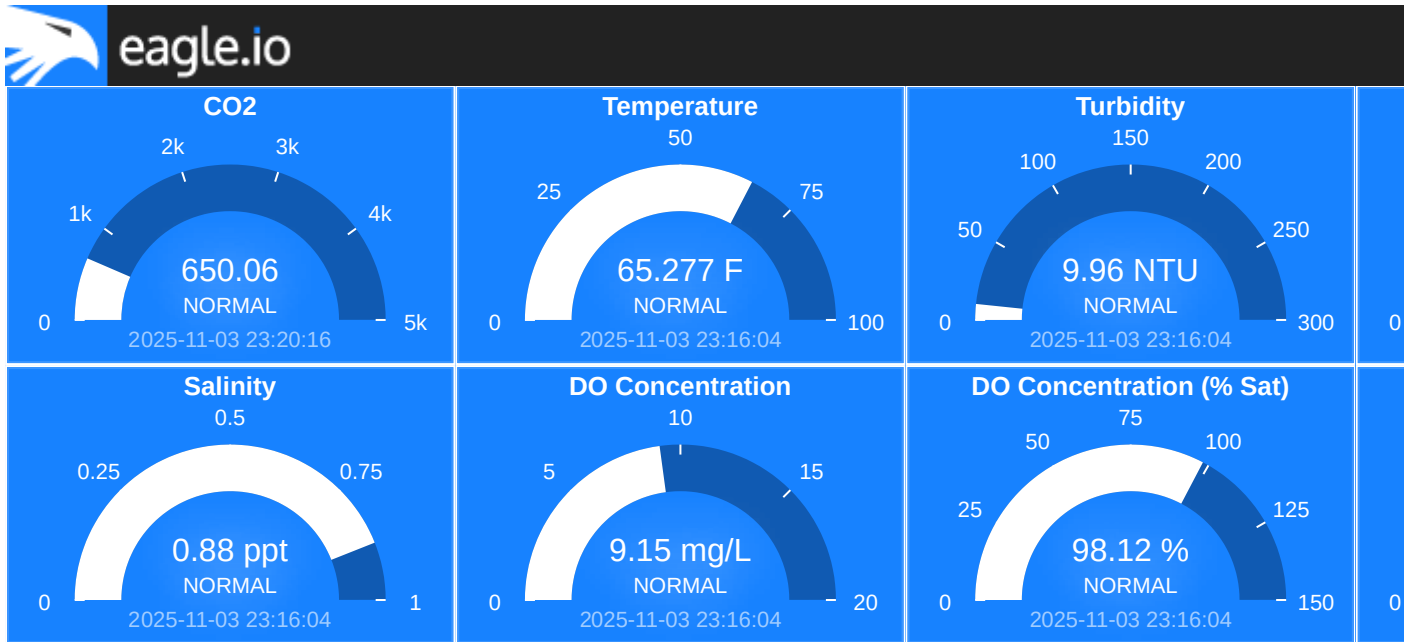 eagle.io
CO2
2k
3k
1k
4k
650.06
NORMAL
0
5k
2025-11-03 23:20:16
Temperature
50
25
75
65.277 F
NORMAL
0
100
2025-11-03 23:16:04
Turbidity
150
100
200
50
250
9.96 NTU
NORMAL
0
300
2025-11-03 23:16:04
0
Salinity
0.5
0.25
0.75
0.88 ppt
NORMAL
0
1
2025-11-03 23:16:04
DO Concentration
10
5
15
9.15 mg/L
NORMAL
0
20
2025-11-03 23:16:04
DO Concentration (% Sat)
75
50
100
25
125
98.12 %
NORMAL
0
150
2025-11-03 23:16:04
0